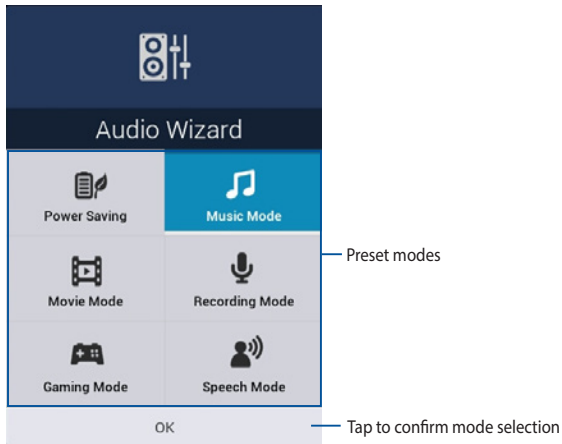 Audio Wizard
Power Saving
Music Mode
Preset modes
Movie Mode
Recording Mode
Gaming Mode
Speech Mode
OK
Tap to confirm mode selection